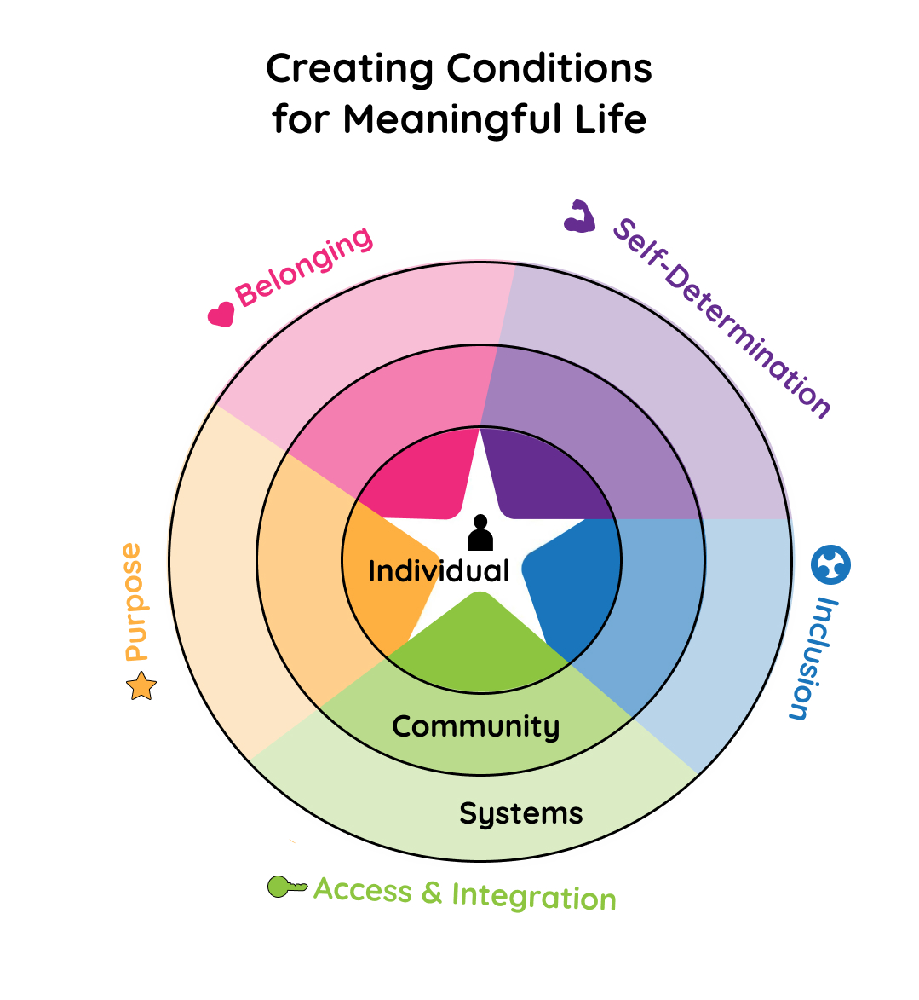 Creating Conditions
for Meaningful Life
Belonging
Self-Determination
Purpose
Individual
Inclusion
Community
Systems
Access & Integration